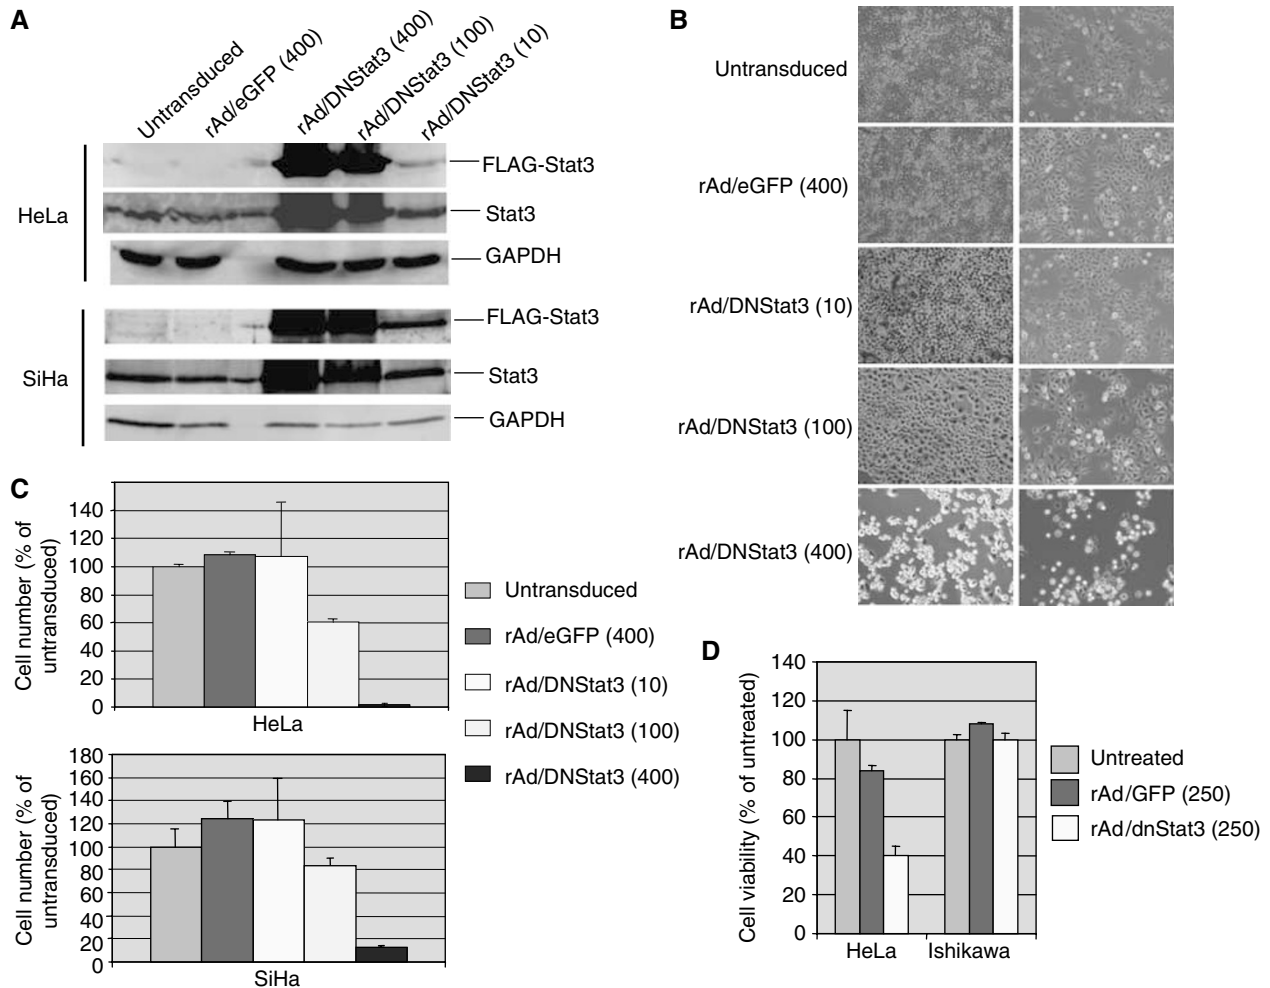 A
Untransduced
rAd/eGFP (400)
rAd/DNStat3 (400)
rAd/DNStat3 (100)
rAd/DNStat3 (10)
HeLa
FLAG-Stat3
Stat3
GAPDH
SiHa
FLAG-Stat3
Stat3
GAPDH
B
Untransduced
rAd/eGFP (400)
rAd/DNStat3 (10)
rAd/DNStat3 (100)
rAd/DNStat3 (400)
C
Cell number (% of
untransduced)
140
120
100
80
60
40
20
0
HeLa
Cell number (% of
untransduced)
180
160
140
120
100
80
60
40
20
0
SiHa
Untransduced
rAd/eGFP (400)
rAd/DNStat3 (10)
rAd/DNStat3 (100)
rAd/DNStat3 (400)
D
Cell viability (% of untreated)
140
120
100
80
60
40
20
0
HeLa
Ishikawa
Untreated
rAd/GFP (250)
rAd/dnStat3 (250)